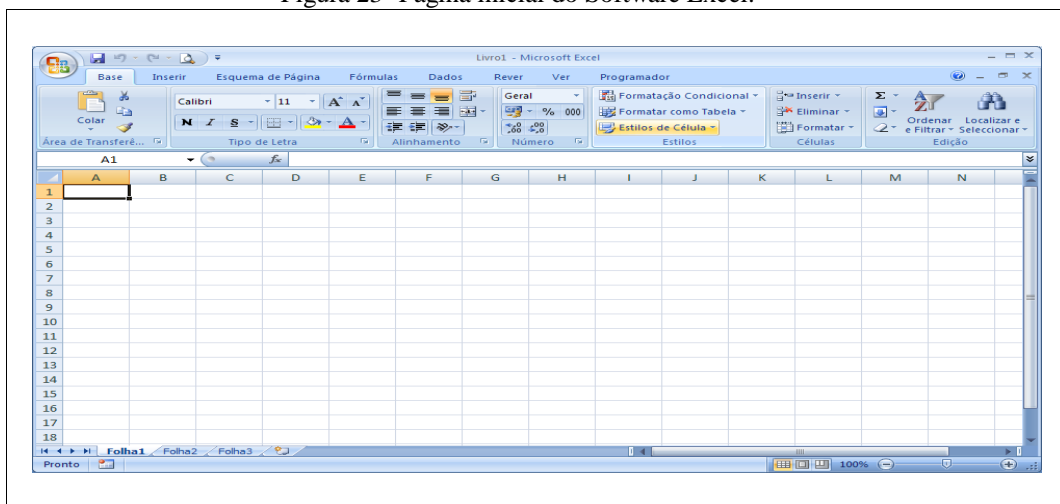 Figura 23- Página inicial do Software Excel.
Livro1 - Microsoft Excel
Base Inserir Esquema de Página Fórmulas Dados Rever Ver Programador
Colar
Calibri 11 A A
N I S A
Geral
% 000
,00 ,00
Formatação Condicional
Formatar como Tabela
Estilos de Célula
Inserir
Eliminar
Formatar
Σ
Ordenar e Filtrar
Localizar e Seleccionar
Área de Transferê... Tipo de Letra Alinhamento Número Estilos Células Edição
A1 fx
A B C D E F G H I J K L M N
1
2
3
4
5
6
7
8
9
10
11
12
13
14
15
16
17
18
Folha1 Folha2 Folha3
Pronto 100%